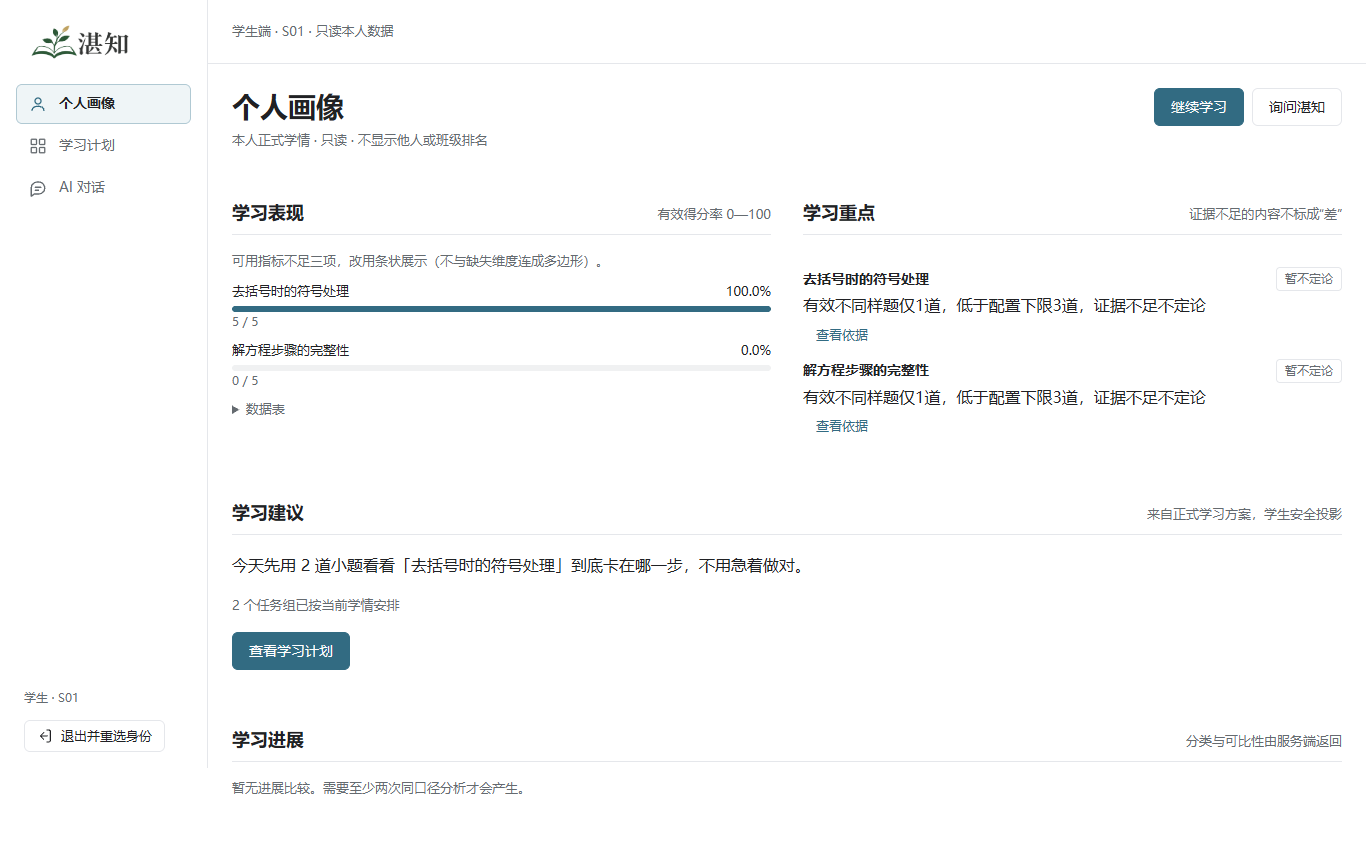 湛知
个人画像
学习计划
AI 对话
学生 · S01
退出并重选身份
学生端 · S01 · 只读本人数据
个人画像
本人正式学情 · 只读 · 不显示他人或班级排名
继续学习
询问湛知
学习表现
有效得分率 0—100
可用指标不足三项，改用条状展示（不与缺失维度连成多边形）。
去括号时的符号处理
100.0%
5 / 5
解方程步骤的完整性
0.0%
0 / 5
数据表
学习重点
证据不足的内容不标成“差”
去括号时的符号处理
暂不定论
有效不同样题仅1道，低于配置下限3道，证据不足不定论
查看依据
解方程步骤的完整性
暂不定论
有效不同样题仅1道，低于配置下限3道，证据不足不定论
查看依据
学习建议
来自正式学习方案，学生安全投影
今天先用 2 道小题看看「去括号时的符号处理」到底卡在哪一步，不用急着做对。
2 个任务组已按当前学情安排
查看学习计划
学习进展
分类与可比性由服务端返回
暂无进展比较。需要至少两次同口径分析才会产生。